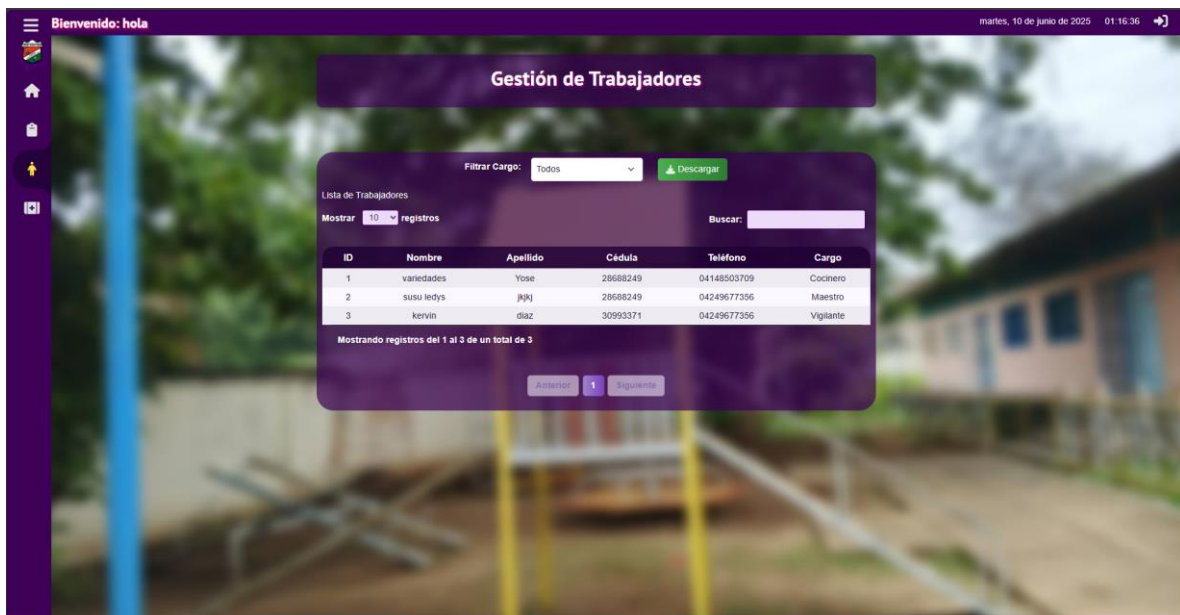 Bienvenido: hola martes, 10 de junio de 2025 01:16:36
Gestión de Trabajadores
Filtrar Cargo: Todos Descargar
Lista de Trabajadores
Mostrar 10 registros Buscar:
ID Nombre Apellido Cédula Teléfono Cargo
1 variedades Yose 28688249 04148503709 Cocinero
2 susu ledys jkjkj 28688249 04249677356 Maestro
3 kervin diaz 30993371 04249677356 Vigilante
Mostrando registros del 1 al 3 de un total de 3
Anterior 1 Siguiente